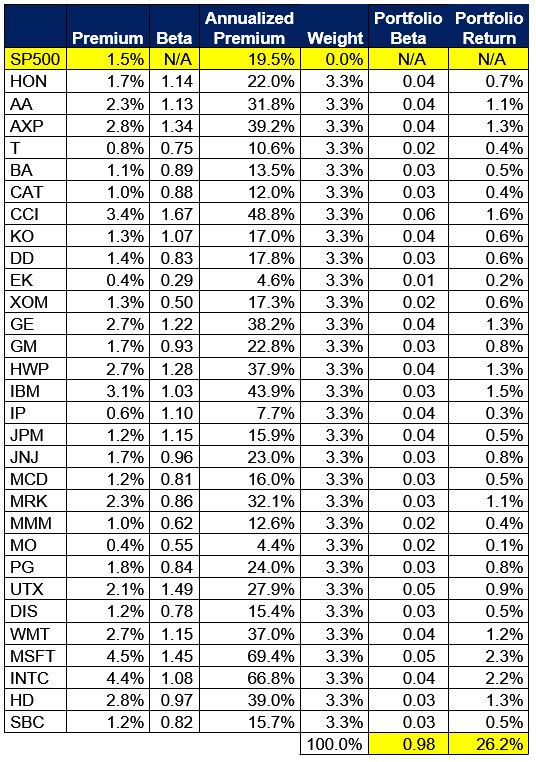 Premium Beta Annualized Premium Weight Portfolio Beta Portfolio Return
SP500 1.5% N/A 19.5% 0.0% N/A N/A
HON 1.7% 1.14 22.0% 3.3% 0.04 0.7%
AA 2.3% 1.13 31.8% 3.3% 0.04 1.1%
AXP 2.8% 1.34 39.2% 3.3% 0.04 1.3%
T 0.8% 0.75 10.6% 3.3% 0.02 0.4%
BA 1.1% 0.89 13.5% 3.3% 0.03 0.5%
CAT 1.0% 0.88 12.0% 3.3% 0.03 0.4%
CCI 3.4% 1.67 48.8% 3.3% 0.06 1.6%
KO 1.3% 1.07 17.0% 3.3% 0.04 0.6%
DD 1.4% 0.83 17.8% 3.3% 0.03 0.6%
EK 0.4% 0.29 4.6% 3.3% 0.01 0.2%
XOM 1.3% 0.50 17.3% 3.3% 0.02 0.6%
GE 2.7% 1.22 38.2% 3.3% 0.04 1.3%
GM 1.7% 0.93 22.8% 3.3% 0.03 0.8%
HWP 2.7% 1.28 37.9% 3.3% 0.04 1.3%
IBM 3.1% 1.03 43.9% 3.3% 0.03 1.5%
IP 0.6% 1.10 7.7% 3.3% 0.04 0.3%
JPM 1.2% 1.15 15.9% 3.3% 0.04 0.5%
JNJ 1.7% 0.96 23.0% 3.3% 0.03 0.8%
MCD 1.2% 0.81 16.0% 3.3% 0.03 0.5%
MRK 2.3% 0.86 32.1% 3.3% 0.03 1.1%
MMM 1.0% 0.62 12.6% 3.3% 0.02 0.4%
MO 0.4% 0.55 4.4% 3.3% 0.02 0.1%
PG 1.8% 0.84 24.0% 3.3% 0.03 0.8%
UTX 2.1% 1.49 27.9% 3.3% 0.05 0.9%
DIS 1.2% 0.78 15.4% 3.3% 0.03 0.5%
WMT 2.7% 1.15 37.0% 3.3% 0.04 1.2%
MSFT 4.5% 1.45 69.4% 3.3% 0.05 2.3%
INTC 4.4% 1.08 66.8% 3.3% 0.04 2.2%
HD 2.8% 0.97 39.0% 3.3% 0.03 1.3%
SBC 1.2% 0.82 15.7% 3.3% 0.03 0.5%
100.0% 0.98 26.2%